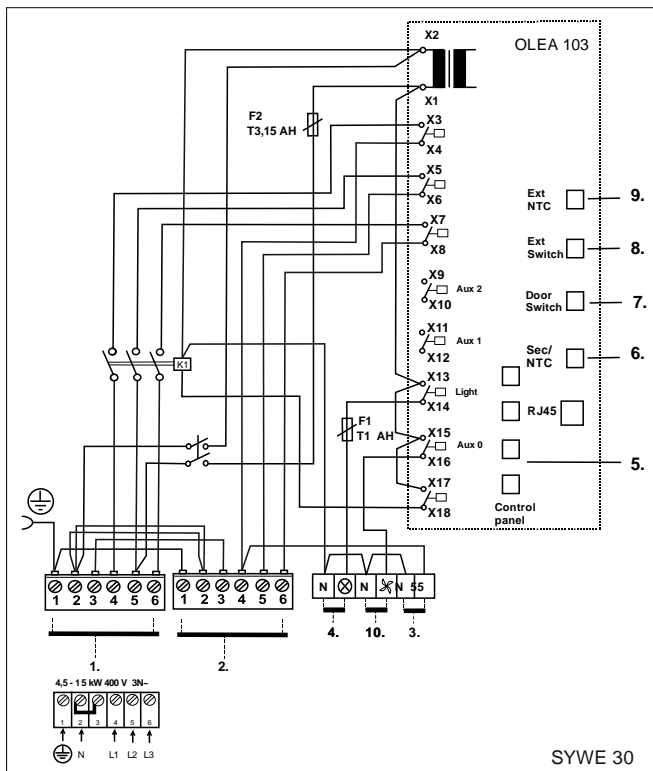 X2
OLEA 103
X1
F2
T3,15 AH
X3
X4
X5
X6
Ext
NTC
9.
X7
X8
Ext
Switch
8.
X9
Aux 2
X10
Door
Switch
7.
X11
Aux 1
X12
Sec/
NTC
6.
K1
X13
Light
X14
RJ45
F1
T1 AH
X15
Aux 0
X16
5.
X17
X18
Control
panel
1 2 3 4 5 6
1 2 3 4 5 6
N N N 55
4. 10. 3.
1. 2.
4,5 - 15 kW 400 V 3N~
1 2 3 4 5 6
N L1 L2 L3
SYWE 30